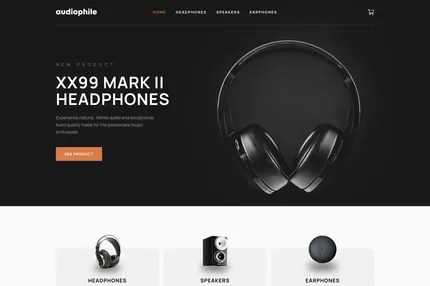 audiophile
HOME HEADPHONES SPEAKERS EARPHONES
NEW PRODUCT
XX99 MARK II
HEADPHONES
Experience natural, lifelike audio and exceptional
build quality made for the passionate music
enthusiast.
SEE PRODUCT
HEADPHONES SPEAKERS EARPHONES